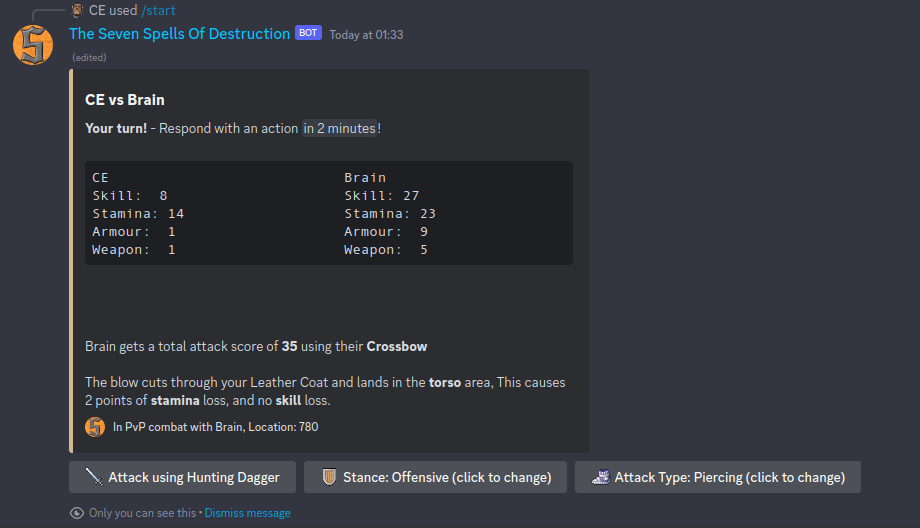 CE used /start
The Seven Spells Of Destruction BOT Today at 01:33
(edited)
CE vs Brain
Your turn! - Respond with an action in 2 minutes!
CE Brain
Skill: 8 Skill: 27
Stamina: 14 Stamina: 23
Armour: 1 Armour: 9
Weapon: 1 Weapon: 5
Brain gets a total attack score of 35 using their Crossbow
The blow cuts through your Leather Coat and lands in the torso area, This causes
2 points of stamina loss, and no skill loss.
In PvP combat with Brain, Location: 780
Attack using Hunting Dagger Stance: Offensive (click to change) Attack Type: Piercing (click to change)
Only you can see this • Dismiss message